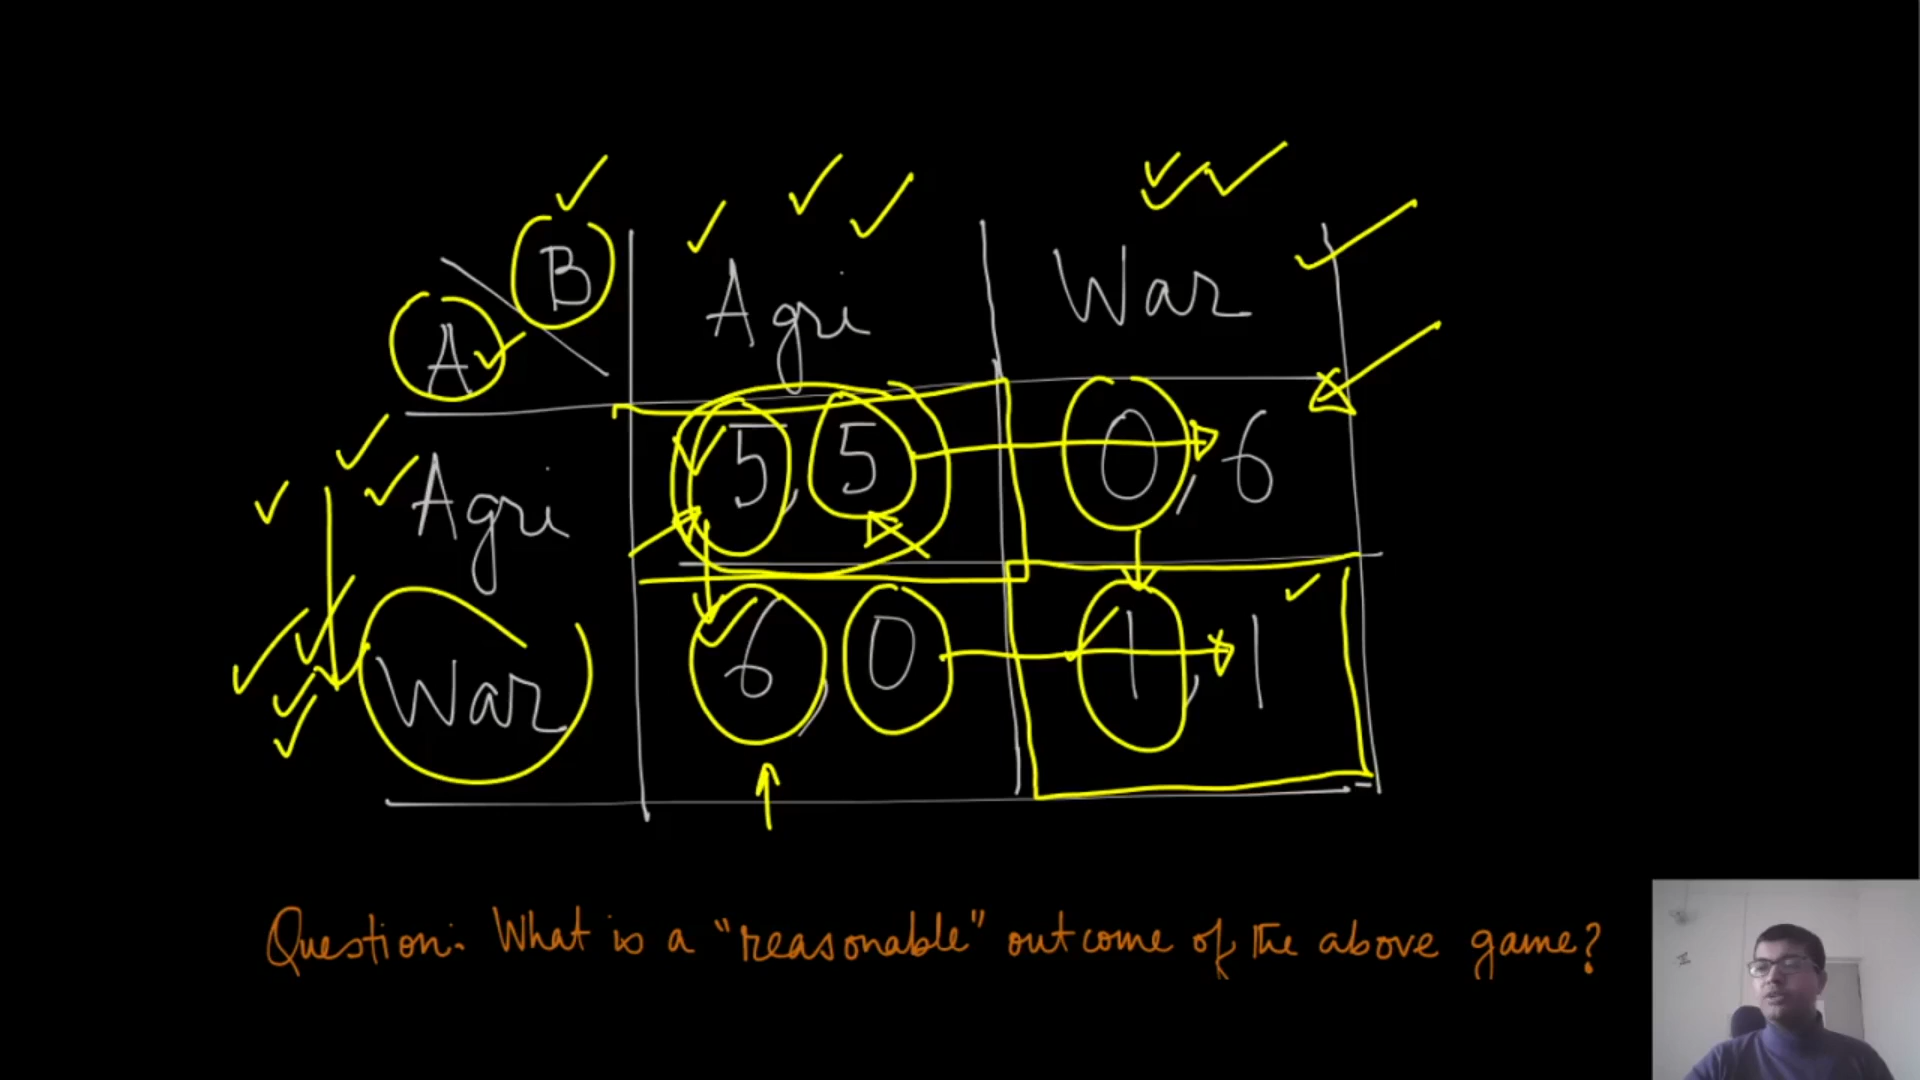 B
A
Agri War
Agri 5, 5 0, 6
War 6, 0 1, 1
Question: What is a "reasonable" outcome of the above game?